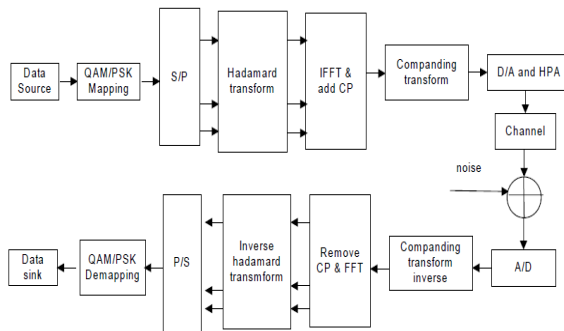 Data
Source
QAM/PSK
Mapping
S/P
Hadamard
transform
IFFT &
add CP
Companding
transform
D/A and HPA
Channel
noise
A/D
Companding
transform
inverse
Remove
CP & FFT
Inverse
hadamard
transmform
P/S
QAM/PSK
Demapping
Data
sink